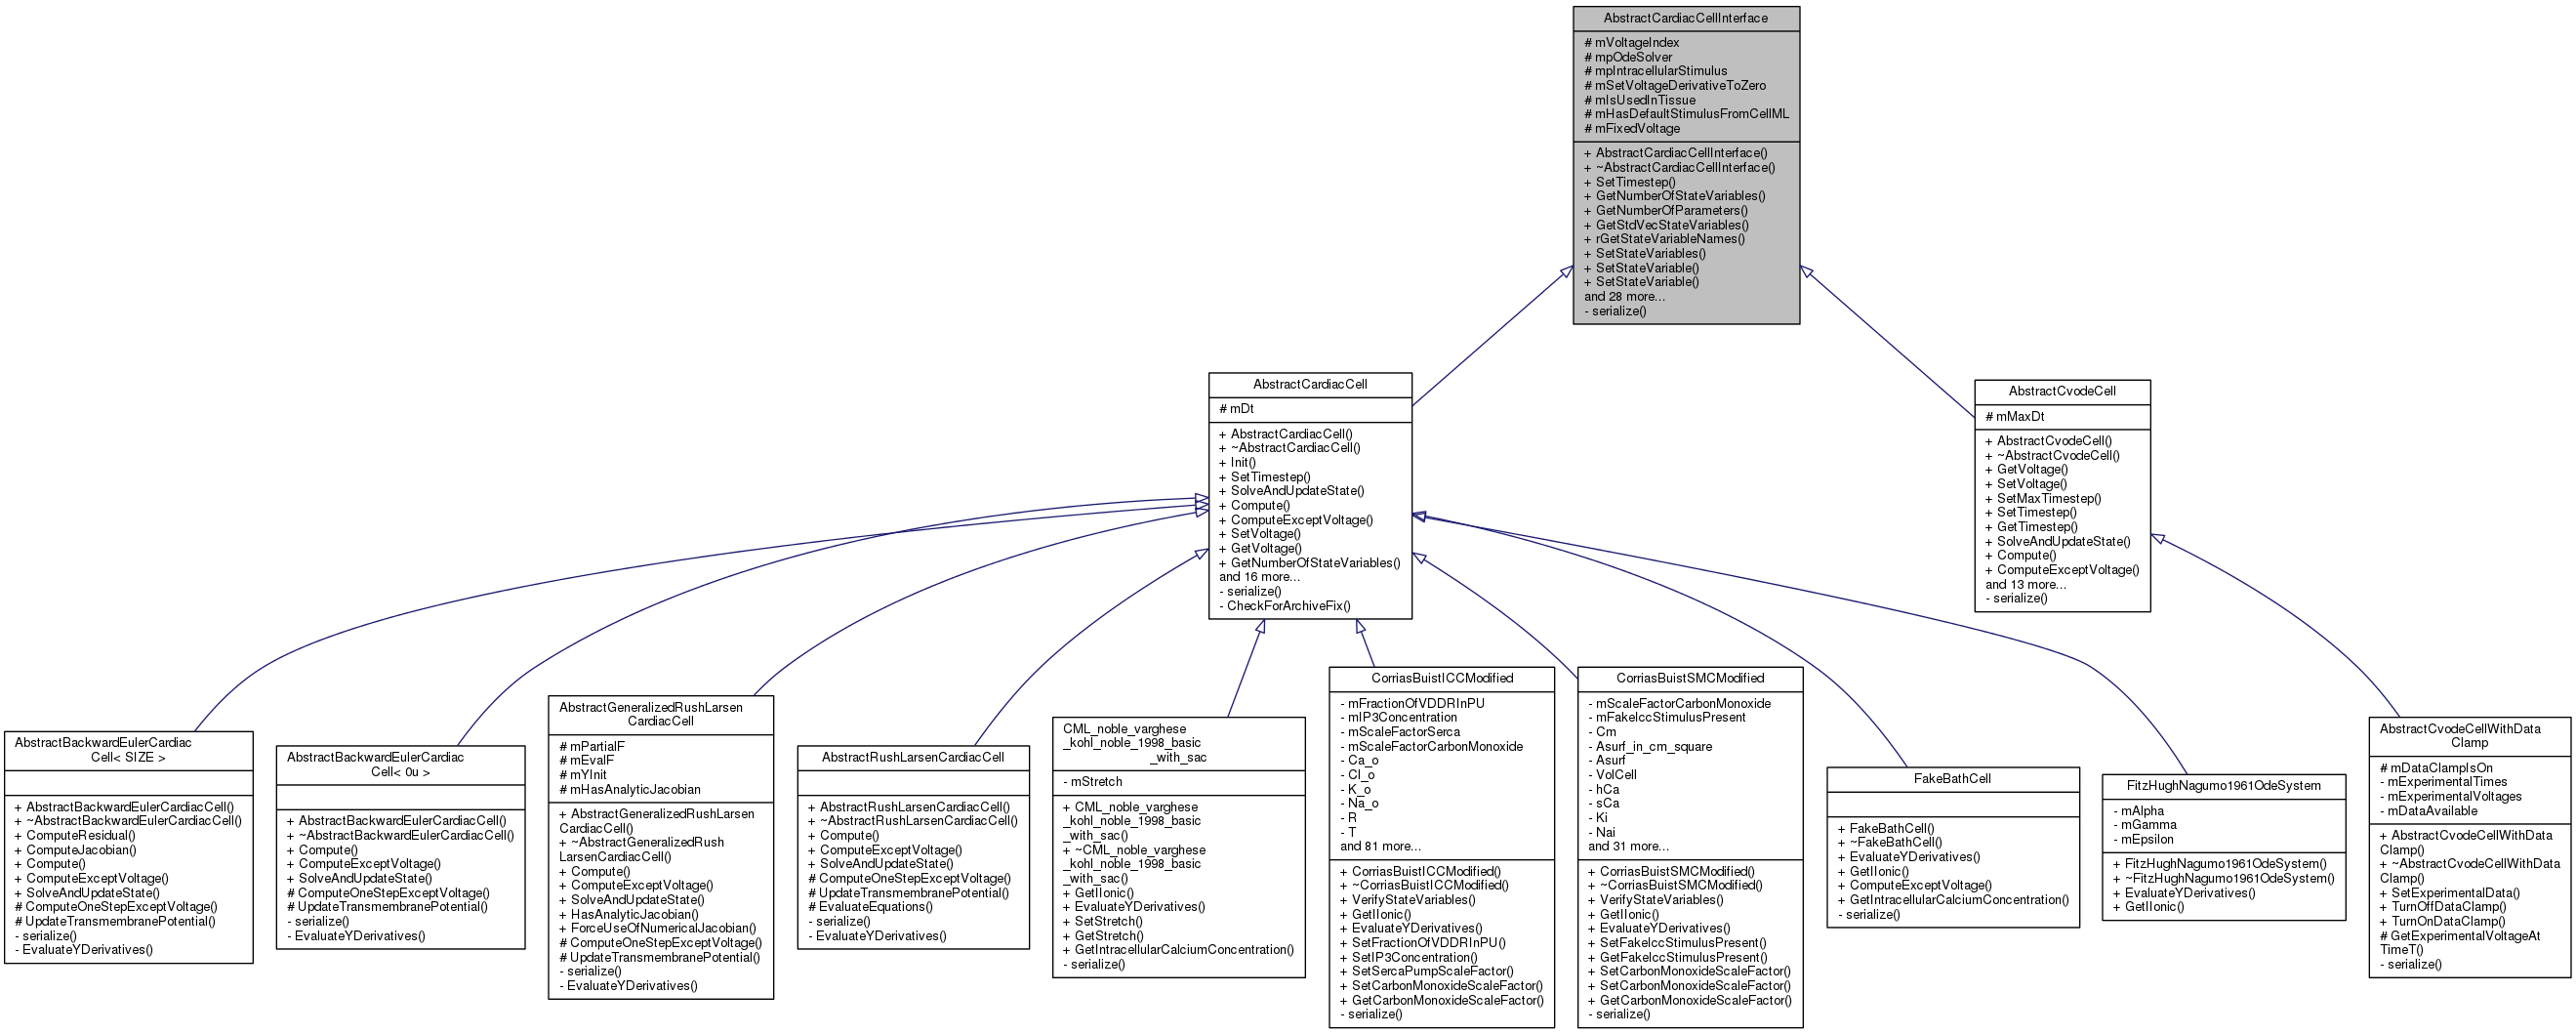 AbstractCardiacCellInterface
# mVoltageIndex
# mpOdeSolver
# mpIntracellularStimulus
# mSetVoltageDerivativeToZero
# mIsUsedInTissue
# mHasDefaultStimulusFromCellML
# mFixedVoltage
+ AbstractCardiacCellInterface()
+ ~AbstractCardiacCellInterface()
+ SetTimestep()
+ GetNumberOfStateVariables()
+ GetNumberOfParameters()
+ GetStdVecStateVariables()
+ rGetStateVariableNames()
+ SetStateVariables()
+ SetStateVariable()
+ SetStateVariable()
and 28 more...
- serialize()
AbstractCardiacCell
# mDt
+ AbstractCardiacCell()
+ ~AbstractCardiacCell()
+ Init()
+ SetTimestep()
+ SolveAndUpdateState()
+ Compute()
+ ComputeExceptVoltage()
+ SetVoltage()
+ GetVoltage()
+ GetNumberOfStateVariables()
and 16 more...
- serialize()
- CheckForArchiveFix()
AbstractCvodeCell
# mMaxDt
+ AbstractCvodeCell()
+ ~AbstractCvodeCell()
+ GetVoltage()
+ SetVoltage()
+ SetMaxTimestep()
+ SetTimestep()
+ GetTimestep()
+ SolveAndUpdateState()
+ Compute()
+ ComputeExceptVoltage()
and 13 more...
- serialize()
AbstractBackwardEulerCardiac
Cell< SIZE >
+ AbstractBackwardEulerCardiacCell()
+ ~AbstractBackwardEulerCardiacCell()
+ ComputeResidual()
+ ComputeJacobian()
+ Compute()
+ ComputeExceptVoltage()
+ SolveAndUpdateState()
# ComputeOneStepExceptVoltage()
# UpdateTransmembranePotential()
- serialize()
- EvaluateYDerivatives()
AbstractBackwardEulerCardiac
Cell< 0u >
+ AbstractBackwardEulerCardiacCell()
+ ~AbstractBackwardEulerCardiacCell()
+ Compute()
+ ComputeExceptVoltage()
+ SolveAndUpdateState()
# ComputeOneStepExceptVoltage()
# UpdateTransmembranePotential()
- serialize()
- EvaluateYDerivatives()
AbstractGeneralizedRushLarsen
CardiacCell
# mPartialF
# mEvalF
# mYInit
# mHasAnalyticJacobian
+ AbstractGeneralizedRushLarsen
CardiacCell()
+ ~AbstractGeneralizedRush
LarsenCardiacCell()
+ Compute()
+ ComputeExceptVoltage()
+ SolveAndUpdateState()
+ HasAnalyticJacobian()
+ ForceUseOfNumericalJacobian()
# ComputeOneStepExceptVoltage()
# UpdateTransmembranePotential()
- serialize()
- EvaluateYDerivatives()
AbstractRushLarsenCardiacCell
+ AbstractRushLarsenCardiacCell()
+ ~AbstractRushLarsenCardiacCell()
+ Compute()
+ ComputeExceptVoltage()
+ SolveAndUpdateState()
# ComputeOneStepExceptVoltage()
# UpdateTransmembranePotential()
# EvaluateEquations()
- serialize()
- EvaluateYDerivatives()
CML_noble_varghese
_kohl_noble_1998_basic
_with_sac
- mStretch
+ CML_noble_varghese
_kohl_noble_1998_basic
_with_sac()
+ ~CML_noble_varghese
_kohl_noble_1998_basic
_with_sac()
+ GetIIonic()
+ EvaluateYDerivatives()
+ SetStretch()
+ GetStretch()
+ GetIntracellularCalciumConcentration()
- serialize()
CorriasBuistICCModified
- mFractionOfVDDRInPU
- mIP3Concentration
- mScaleFactorSerca
- mScaleFactorCarbonMonoxide
- Ca_o
- Cl_o
- K_o
- Na_o
- R
- T
and 81 more...
+ CorriasBuistICCModified()
+ ~CorriasBuistICCModified()
+ VerifyStateVariables()
+ GetIIonic()
+ EvaluateYDerivatives()
+ SetFractionOfVDDRInPU()
+ SetIP3Concentration()
+ SetSercaPumpScaleFactor()
+ SetCarbonMonoxideScaleFactor()
+ GetCarbonMonoxideScaleFactor()
- serialize()
CorriasBuistSMCModified
- mScaleFactorCarbonMonoxide
- mFakeIccStimulusPresent
- Cm
- Asurf_in_cm_square
- Asurf
- VolCell
- hCa
- sCa
- Ki
- Nai
and 31 more...
+ CorriasBuistSMCModified()
+ ~CorriasBuistSMCModified()
+ VerifyStateVariables()
+ GetIIonic()
+ EvaluateYDerivatives()
+ SetFakeIccStimulusPresent()
+ GetFakeIccStimulusPresent()
+ SetCarbonMonoxideScaleFactor()
+ SetCarbonMonoxideScaleFactor()
+ GetCarbonMonoxideScaleFactor()
- serialize()
FakeBathCell
+ FakeBathCell()
+ ~FakeBathCell()
+ EvaluateYDerivatives()
+ GetIIonic()
+ ComputeExceptVoltage()
+ GetIntracellularCalciumConcentration()
- serialize()
FitzHughNagumo1961OdeSystem
- mAlpha
- mGamma
- mEpsilon
+ FitzHughNagumo1961OdeSystem()
+ ~FitzHughNagumo1961OdeSystem()
+ EvaluateYDerivatives()
+ GetIIonic()
AbstractCvodeCellWithData
Clamp
# mDataClampIsOn
- mExperimentalTimes
- mExperimentalVoltages
- mDataAvailable
+ AbstractCvodeCellWithData
Clamp()
+ ~AbstractCvodeCellWithData
Clamp()
+ SetExperimentalData()
+ TurnOffDataClamp()
+ TurnOnDataClamp()
# GetExperimentalVoltageAt
TimeT()
- serialize()